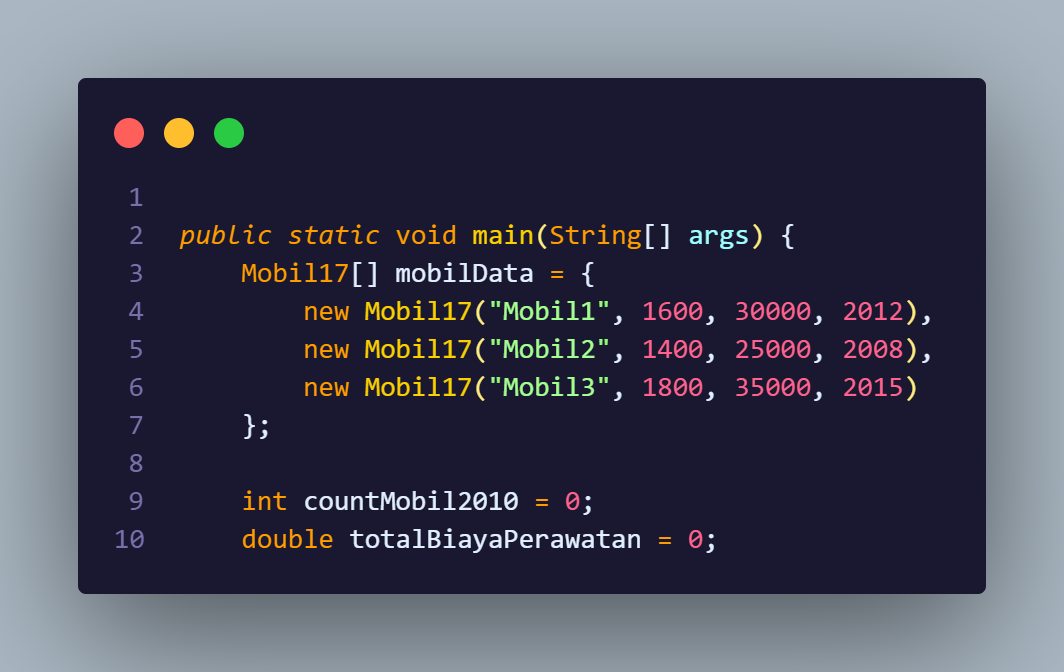 1
2 public static void main(String[] args) {
3     Mobil17[] mobilData = {
4         new Mobil17("Mobil1", 1600, 30000, 2012),
5         new Mobil17("Mobil2", 1400, 25000, 2008),
6         new Mobil17("Mobil3", 1800, 35000, 2015)
7     };
8
9     int countMobil2010 = 0;
10     double totalBiayaPerawatan = 0;